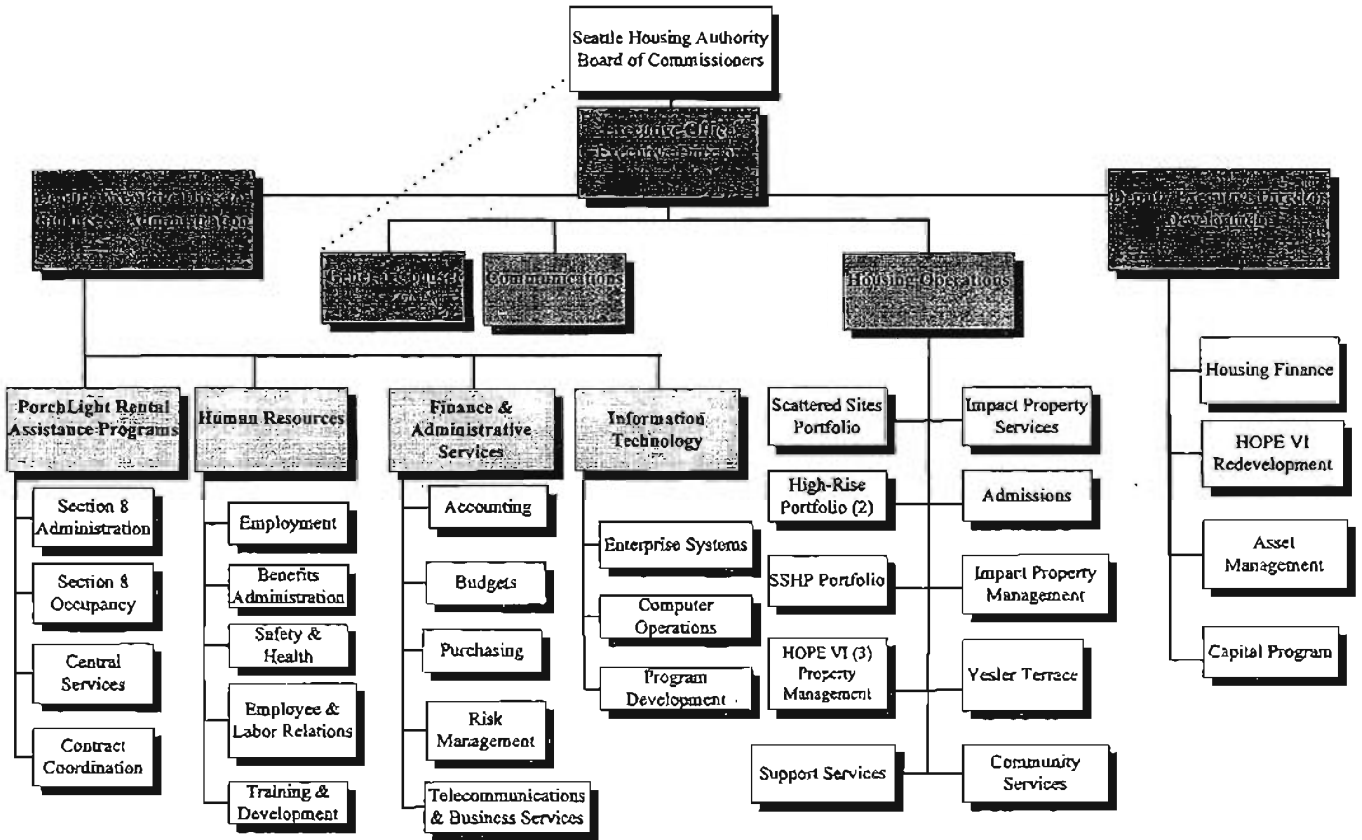 Seattle Housing Authority
Board of Commissioners
Executive Office
Executive Director
Deputy Executive Director
Finance & Administration
Deputy Executive Director
Development
General Counsel
Communications
Housing Operations
PorchLight Rental
Assistance Programs
Human Resources
Finance &
Administrative
Services
Information
Technology
Section 8
Administration
Section 8
Occupancy
Central
Services
Contract
Coordination
Employment
Benefits
Administration
Safety &
Health
Employee &
Labor Relations
Training &
Development
Accounting
Budgets
Purchasing
Risk
Management
Telecommunications
& Business Services
Enterprise Systems
Computer
Operations
Program
Development
Scattered Sites
Portfolio
High-Rise
Portfolio (2)
SSHP Portfolio
HOPE VI (3)
Property
Management
Support Services
Impact Property
Services
Admissions
Impact Property
Management
Yesler Terrace
Community
Services
Housing Finance
HOPE VI
Redevelopment
Asset
Management
Capital Program